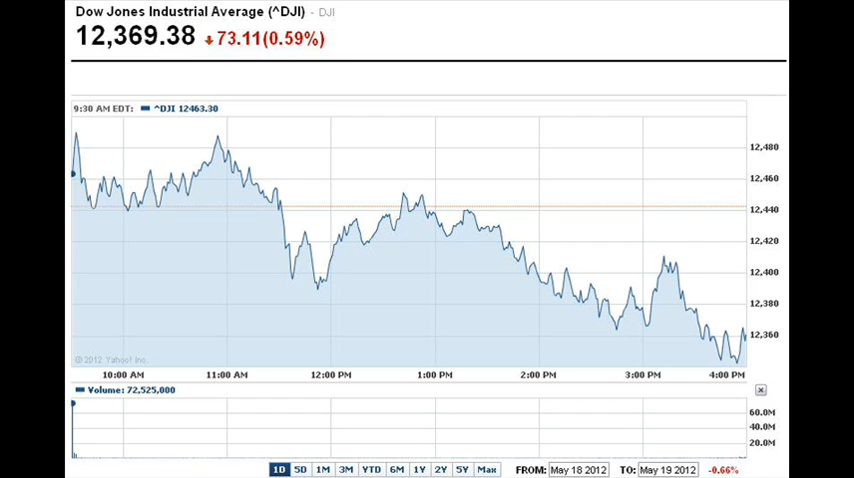 Dow Jones Industrial Average (^DJI) - DJI
12,369.38 73.11(0.59%)
9:30 AM EDT: ^DJI 12463.30
12,480
12,460
12,440
12,420
12,400
12,380
12,360
© 2012 Yahoo! Inc.
10:00 AM 11:00 AM 12:00 PM 1:00 PM 2:00 PM 3:00 PM 4:00 PM
Volume: 72,525,000
60.0M
40.0M
20.0M
1D 5D 1M 3M YTD 6M 1Y 2Y 5Y Max FROM: May 18 2012 TO: May 19 2012 -0.66%